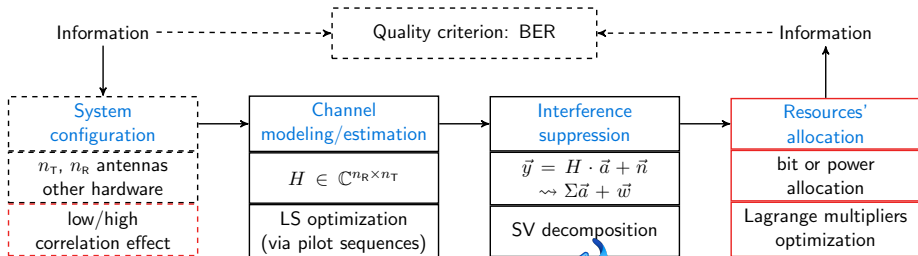 Information
Quality criterion: BER
Information
System
configuration
n_T, n_R antennas
other hardware
low/high
correlation effect
Channel
modeling/estimation
H ∈ ℂ^{n_R×n_T}
LS optimization
(via pilot sequences)
Interference
suppression
y⃗ = H · a⃗ + n⃗
⇝ Σa⃗ + w⃗
SV decomposition
Resources'
allocation
bit or power
allocation
Lagrange multipliers
optimization